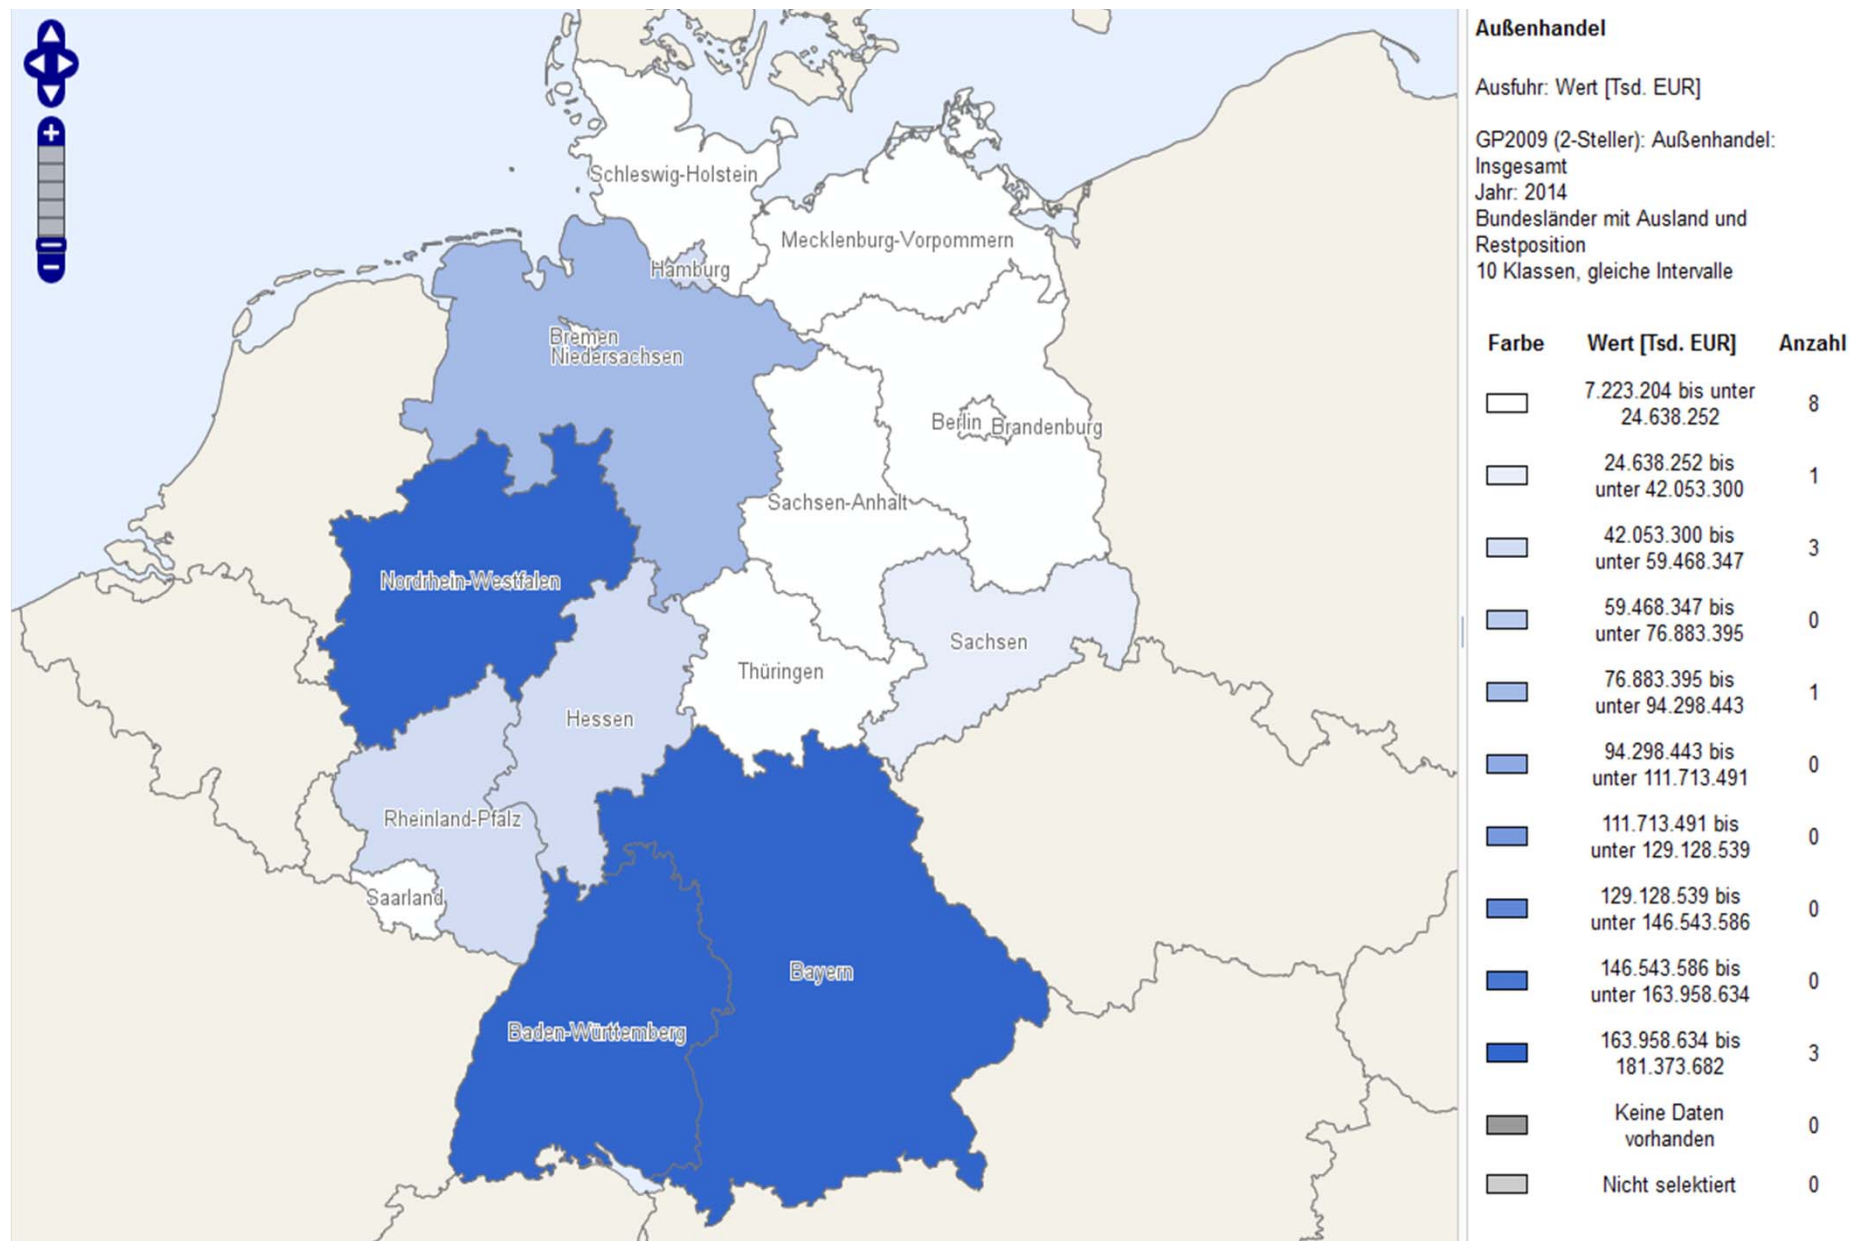 Schleswig-Holstein
Mecklenburg-Vorpommern
Hamburg
Bremen
Niedersachsen
Berlin
Brandenburg
Sachsen-Anhalt
Nordrhein-Westfalen
Sachsen
Thüringen
Hessen
Rheinland-Pfalz
Saarland
Bayern
Baden-Württemberg
Außenhandel
Ausfuhr: Wert [Tsd. EUR]
GP2009 (2-Steller): Außenhandel:
Insgesamt
Jahr: 2014
Bundesländer mit Ausland und
Restposition
10 Klassen, gleiche Intervalle
Farbe Wert [Tsd. EUR] Anzahl
7.223.204 bis unter
24.638.252
8
24.638.252 bis
unter 42.053.300
1
42.053.300 bis
unter 59.468.347
3
59.468.347 bis
unter 76.883.395
0
76.883.395 bis
unter 94.298.443
1
94.298.443 bis
unter 111.713.491
0
111.713.491 bis
unter 129.128.539
0
129.128.539 bis
unter 146.543.586
0
146.543.586 bis
unter 163.958.634
0
163.958.634 bis
181.373.682
3
Keine Daten
vorhanden
0
Nicht selektiert 0